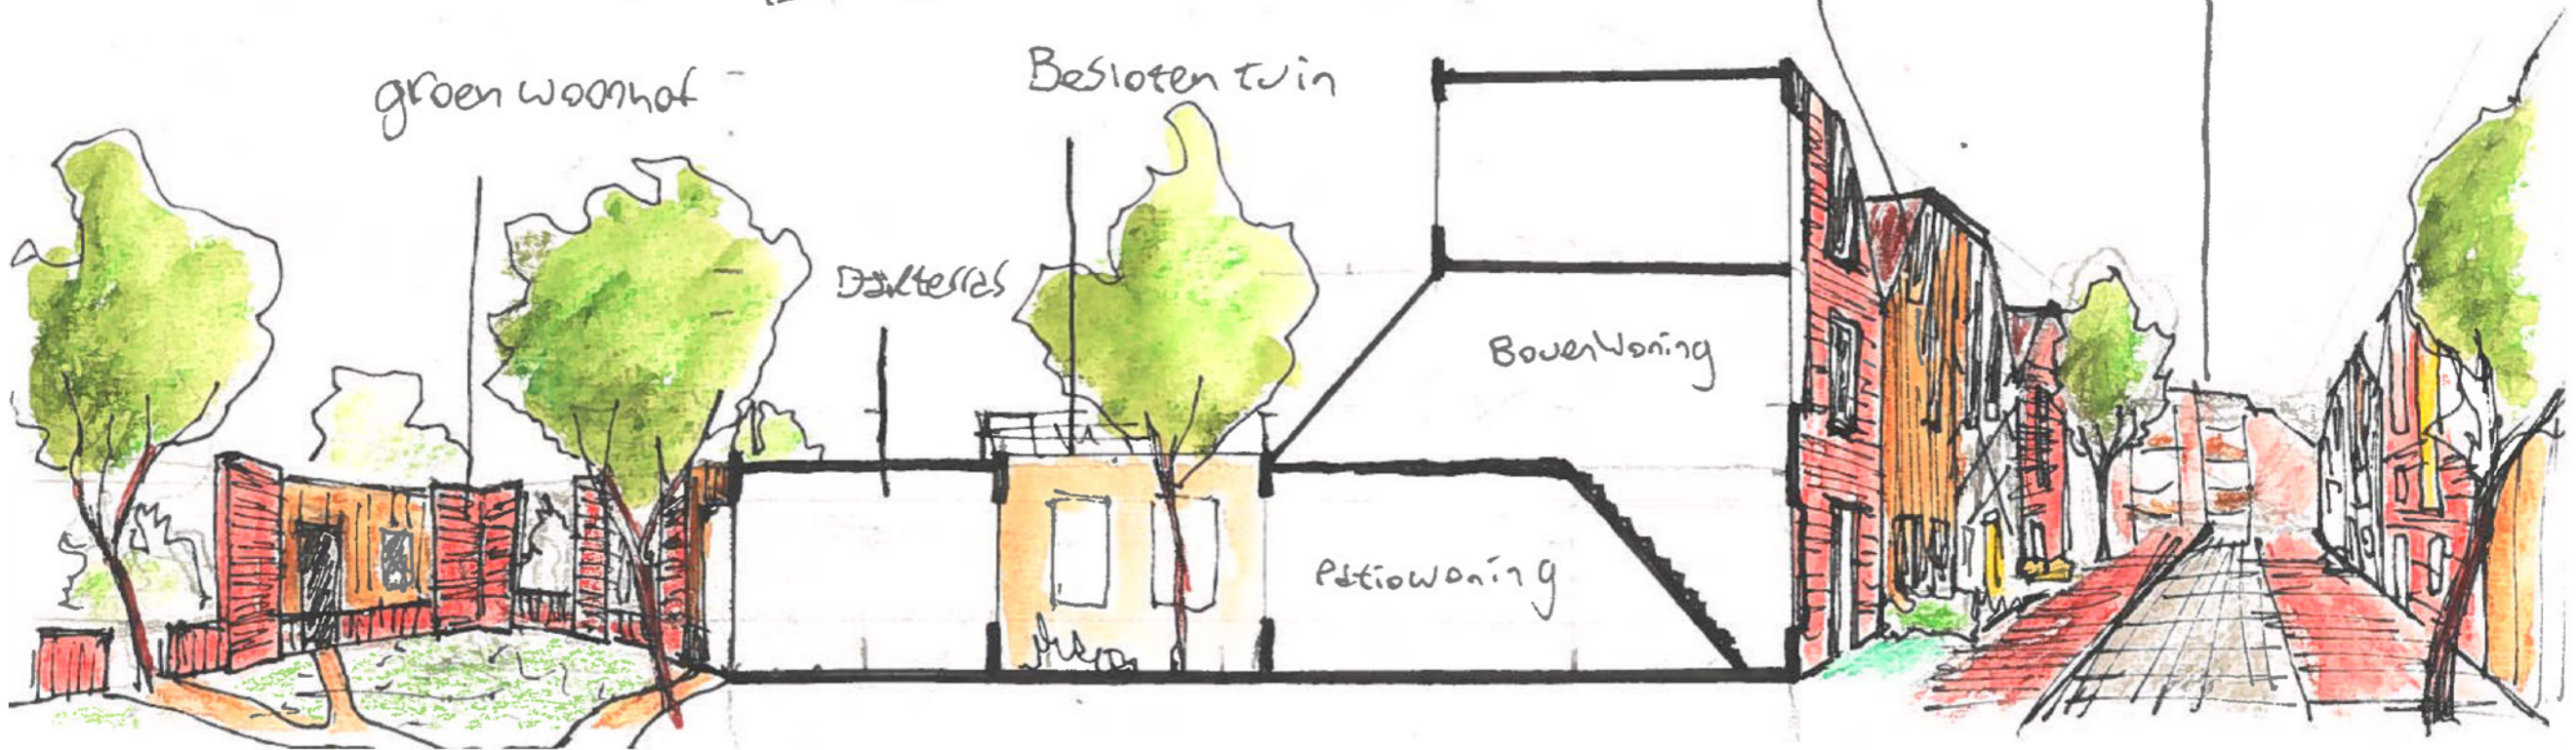 groen woonhof
Besloten tuin
Dakterras
Bovenwoning
Patiowoning